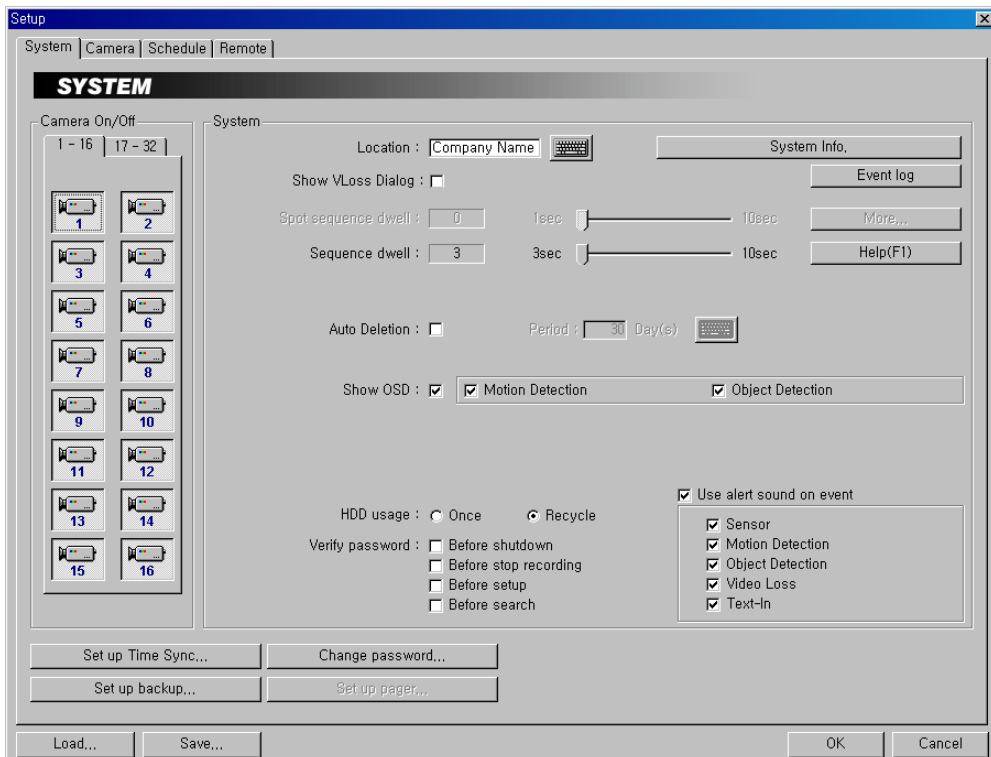 Setup
System Camera Schedule Remote
SYSTEM
Camera On/Off
1 - 16 17 - 32
1 2
3 4
5 6
7 8
9 10
11 12
13 14
15 16
System
Location : Company Name System Info,
Show VLoss Dialog : Event log
Spot sequence dwell : 0 1sec 10sec More,,,
Sequence dwell : 3 3sec 10sec Help(F1)
Auto Deletion : Period : 30 Day(s)
Show OSD : Motion Detection Object Detection
Use alert sound on event
HDD usage : Once Recycle
Verify password : Before shutdown
Before stop recording
Before setup
Before search
Sensor
Motion Detection
Object Detection
Video Loss
Text-In
Set up Time Sync,,, Change password,,,
Set up backup,,, Set up pager,,,
Load,,, Save,,, OK Cancel